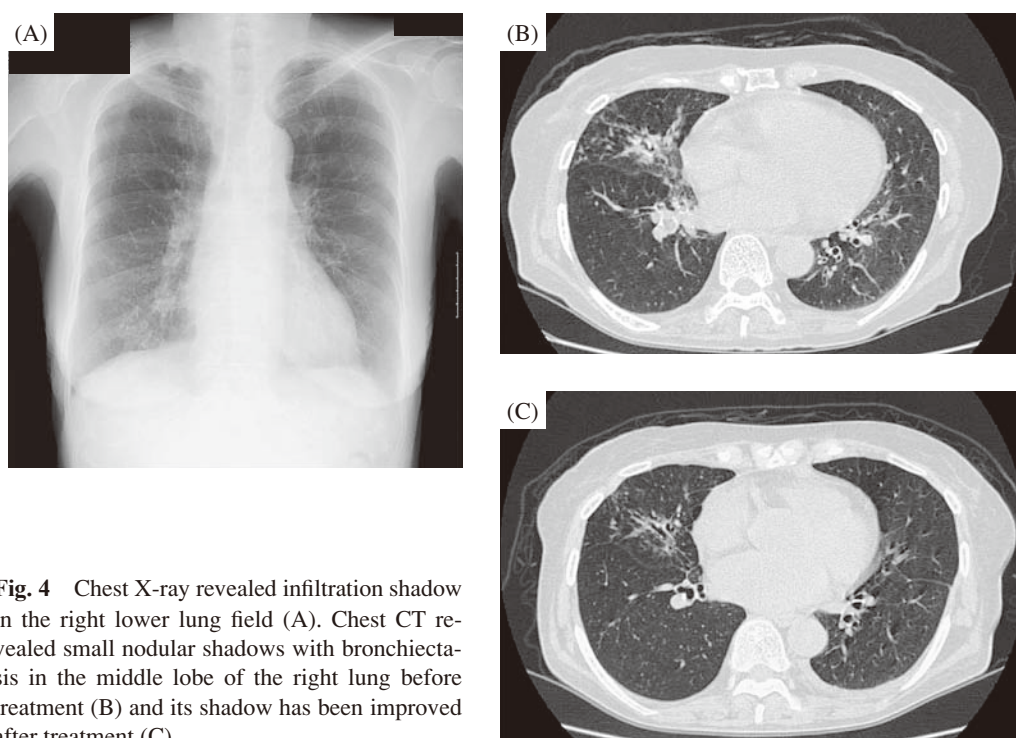 (A)
(B)
(C)
Fig. 4 Chest X-ray revealed infiltration shadow
in the right lower lung field (A). Chest CT re-
vealed small nodular shadows with bronchiecta-
sis in the middle lobe of the right lung before
treatment (B) and its shadow has been improved
after treatment (C).